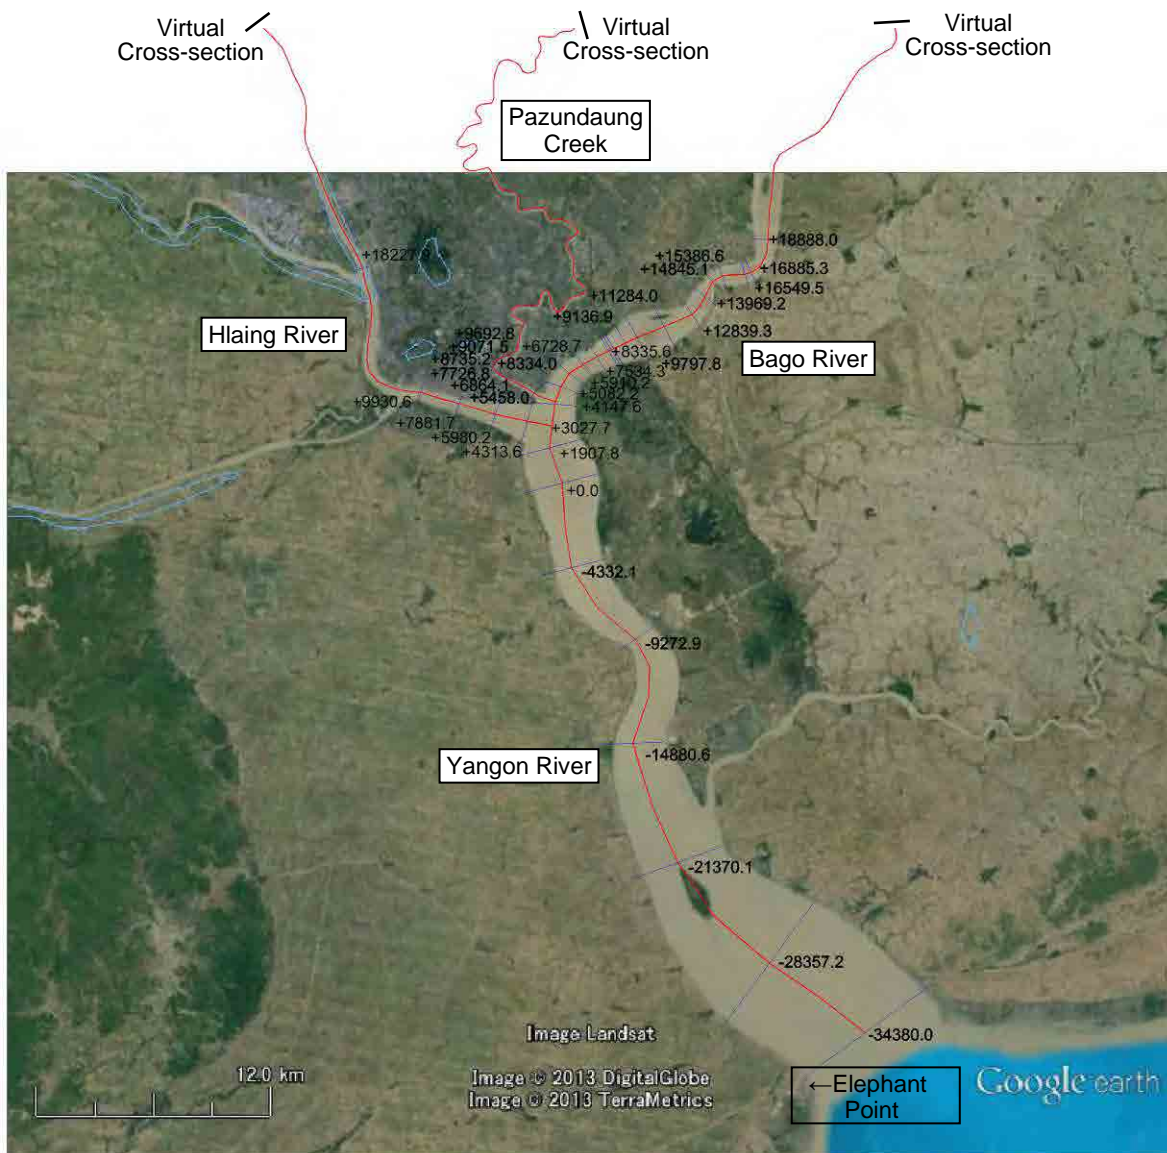 Virtual
Cross-section
Virtual
Cross-section
Virtual
Cross-section
Pazundaung
Creek
+18888.0
+15386.6
+18227.9
+14845.1
+16885.3
+16549.5
+11284.0
+13969.2
+9136.9
Hlaing River
+9692.8
+12839.3
+9071.5
+6728.7
+8335.6
Bago River
+8735.2
+8334.0
+9797.8
+7726.8
+7534.3
+6864.1
+5910.2
+5458.0
+5082.2
+9930.6
+4147.6
+7881.7
+3027.7
+5980.2
+4313.6
+1907.8
+0.0
-4332.1
-9272.9
-14880.6
Yangon River
-21370.1
-28357.2
-34380.0
Image Landsat
12.0 km
Image © 2013 DigitalGlobe
Image © 2013 TerraMetrics
←Elephant
Point
Google earth